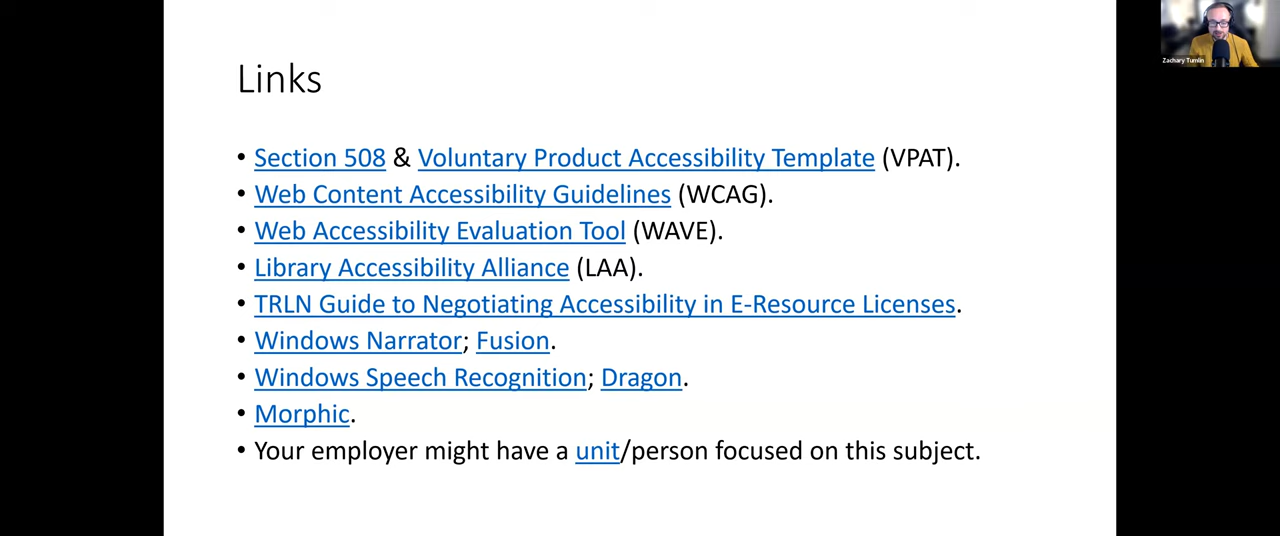 Links
• Section 508 & Voluntary Product Accessibility Template (VPAT).
• Web Content Accessibility Guidelines (WCAG).
• Web Accessibility Evaluation Tool (WAVE).
• Library Accessibility Alliance (LAA).
• TRLN Guide to Negotiating Accessibility in E-Resource Licenses.
• Windows Narrator; Fusion.
• Windows Speech Recognition; Dragon.
• Morphic.
• Your employer might have a unit/person focused on this subject.
Zachary Tumlin